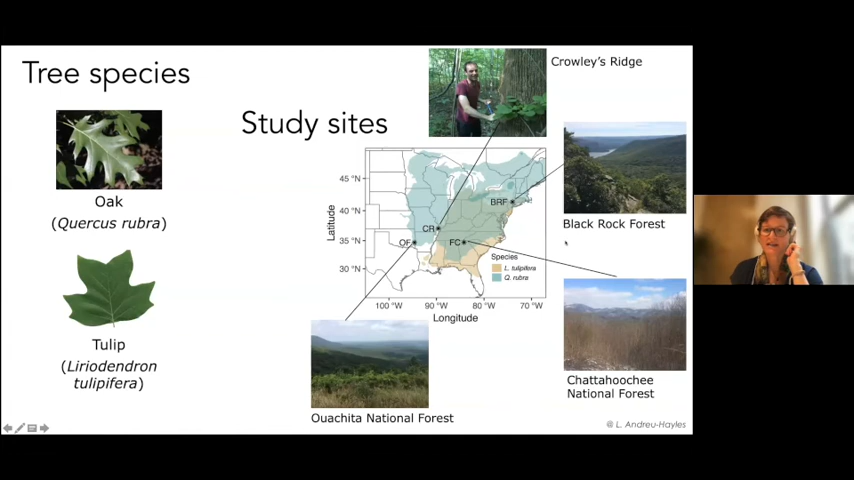 Tree species
Oak
(Quercus rubra)
Tulip
(Liriodendron
tulipifera)
Study sites
Crowley's Ridge
Black Rock Forest
Chattahoochee
National Forest
Ouachita National Forest
Latitude
45 °N
40 °N
35 °N
30 °N
BRF
CR
OF
FC
Species
L. tulipifera
Q. rubra
100 °W 90 °W 80 °W 70 °W
Longitude
@ L. Andreu-Hayles